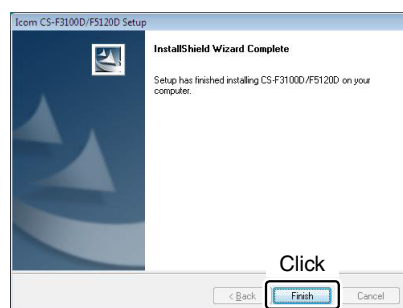 Icom CS-F3100D/F5120D Setup
InstallShield Wizard Complete
Setup has finished installing CS-F3100D/F5120D on your
computer.
Click
< Back
Finish
Cancel